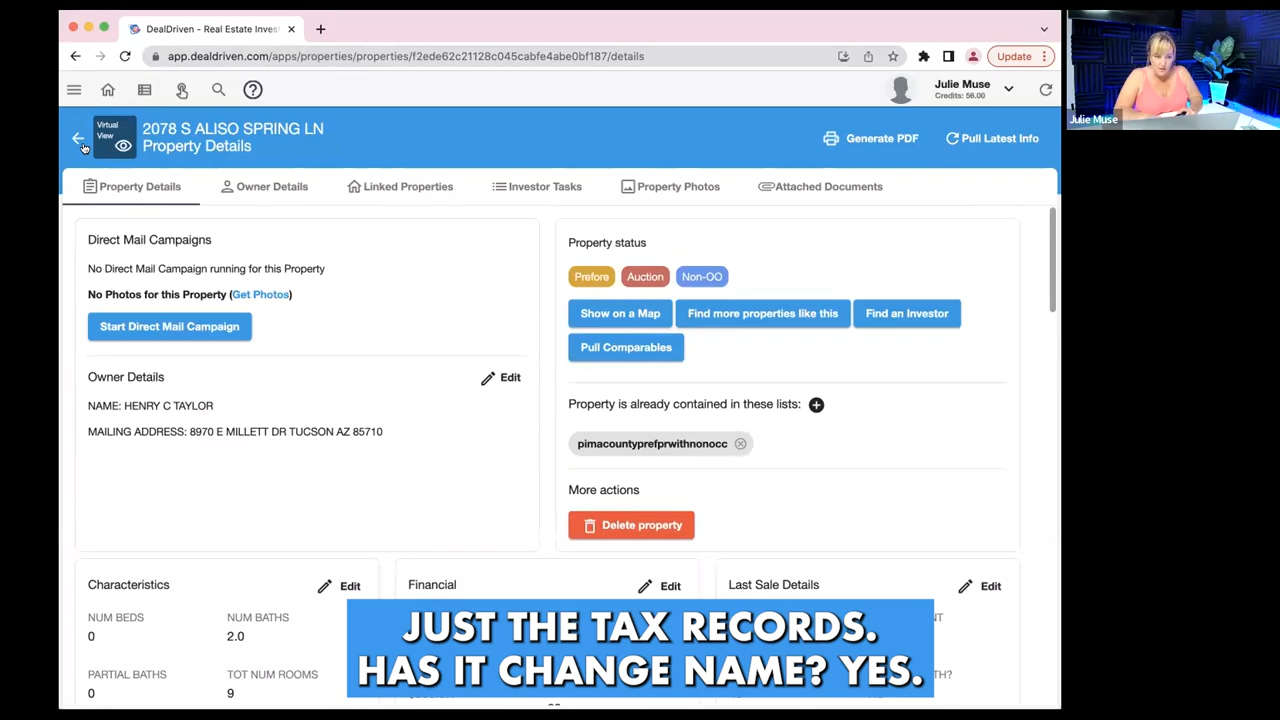 DealDriven - Real Estate Inves
app.dealdriven.com/apps/properties/properties/f2ede62c21128c045cabfe4abe0bf187/details
Update
Julie Muse
Credits: 56.00
Julie Muse
Virtual
View
2078 S ALISO SPRING LN
Property Details
Generate PDF
Pull Latest Info
Property Details
Owner Details
Linked Properties
Investor Tasks
Property Photos
Attached Documents
Direct Mail Campaigns
No Direct Mail Campaign running for this Property
No Photos for this Property (Get Photos)
Start Direct Mail Campaign
Owner Details
Edit
NAME: HENRY C TAYLOR
MAILING ADDRESS: 8970 E MILLETT DR TUCSON AZ 85710
Property status
Prefore
Auction
Non-OO
Show on a Map
Find more properties like this
Find an Investor
Pull Comparables
Property is already contained in these lists:
pimacountyprefprwithnonocc
More actions
Delete property
Characteristics
Edit
NUM BEDS
NUM BATHS
0
2.0
PARTIAL BATHS
TOT NUM ROOMS
0
9
Financial
Edit
Last Sale Details
Edit
JUST THE TAX RECORDS.
HAS IT CHANGE NAME? YES.